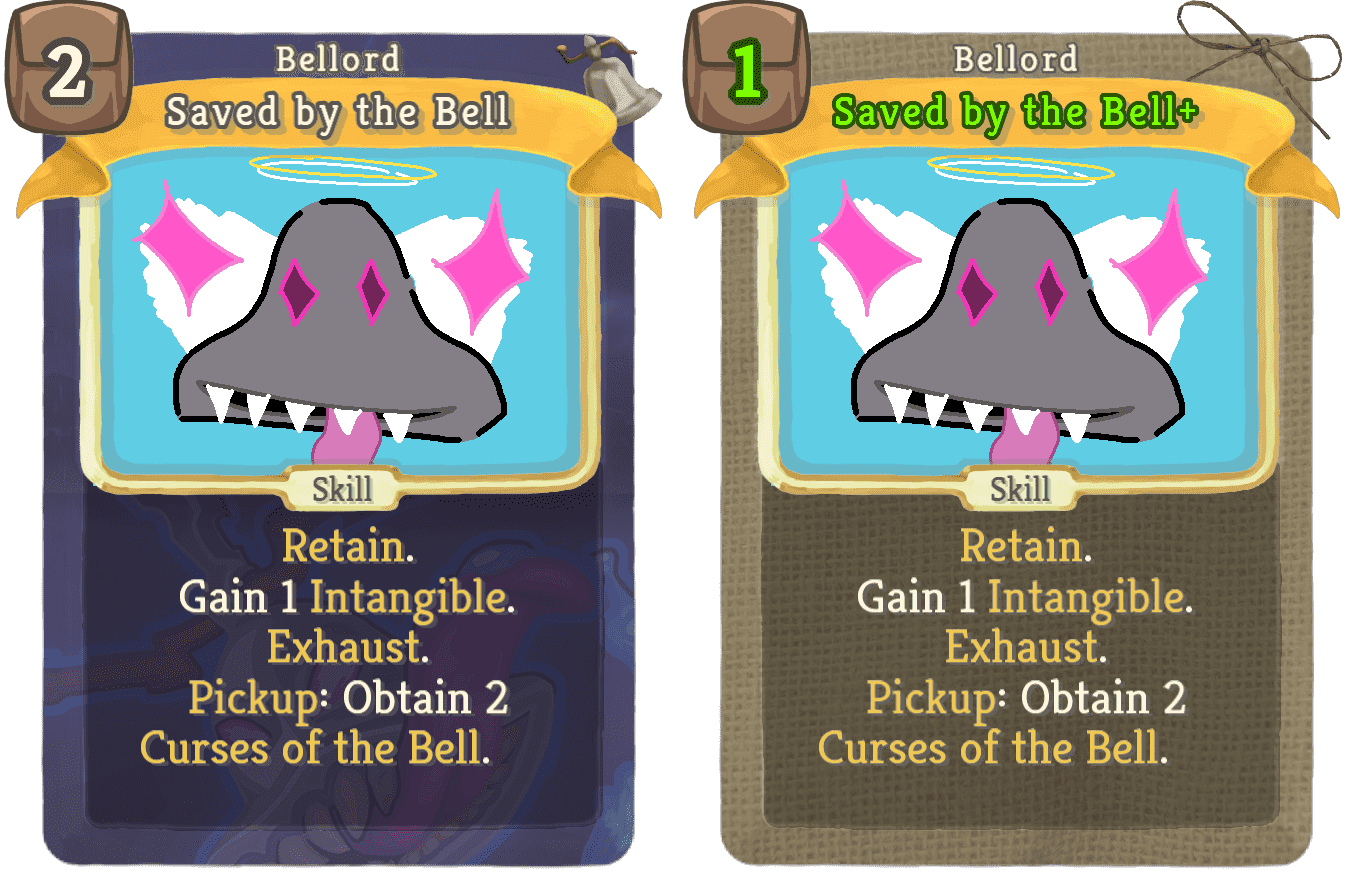 2
Bellord
Saved by the Bell
Skill
Retain.
Gain 1 Intangible.
Exhaust.
Pickup: Obtain 2
Curses of the Bell.
1
Bellord
Saved by the Bell+
Skill
Retain.
Gain 1 Intangible.
Exhaust.
Pickup: Obtain 2
Curses of the Bell.